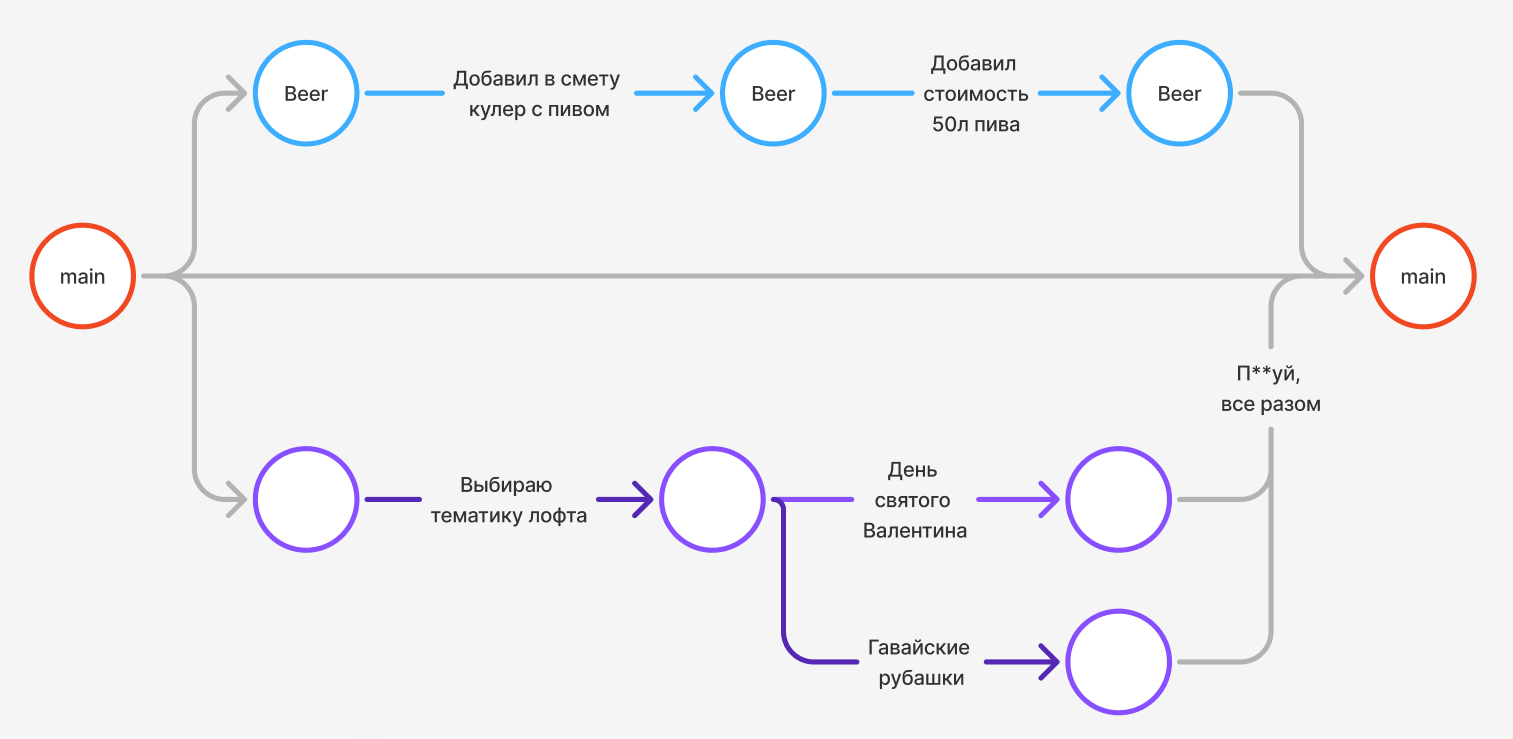 Beer
Добавил в смету
кулер с пивом
Beer
Добавил
стоимость
50л пива
Beer
main
main
П**уй,
все разом
Выбираю
тематику лофта
День
святого
Валентина
Гавайские
рубашки